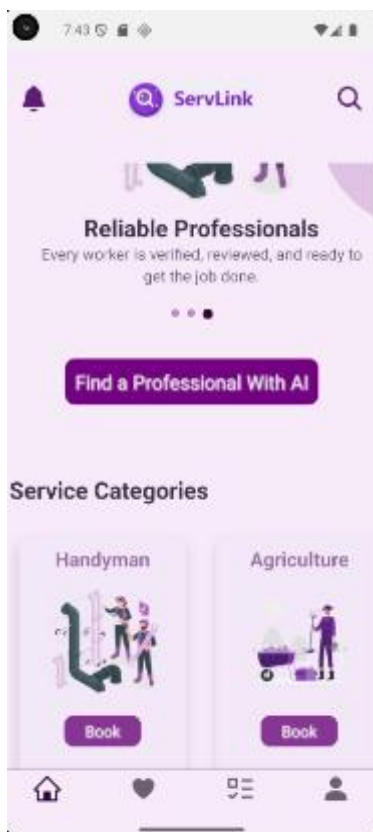 7:43
ServLink
Reliable Professionals
Every worker is verified, reviewed, and ready to
get the job done.
Find a Professional With AI
Service Categories
Handyman
Agriculture
Book
Book